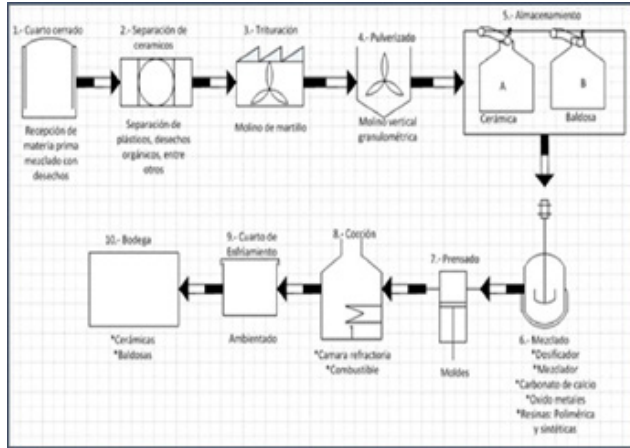 1.- Cuarto cerrado
Recepción de
materia prima
mezclado con
desechos
2.- Separación de
ceramicos
Separación de
plásticos, desechos
orgánicos, entre
otros
3.- Trituración
Molino de martillo
4.- Pulverizado
Molino vertical
granulométrica
5.- Almacenamiento
A
Cerámica
B
Baldosa
6.- Mezclado
*Dosificador
*Mezclador
*Carbonato de calcio
*Oxido metales
*Resinas: Polimérica
y sintéticas
7.- Prensado
Moldes
8.- Cocción
*Camara refractoria
*Combustible
9.- Cuarto de
Enfriamiento
Ambientado
10.- Bodega
*Cerámicas
*Baldosas